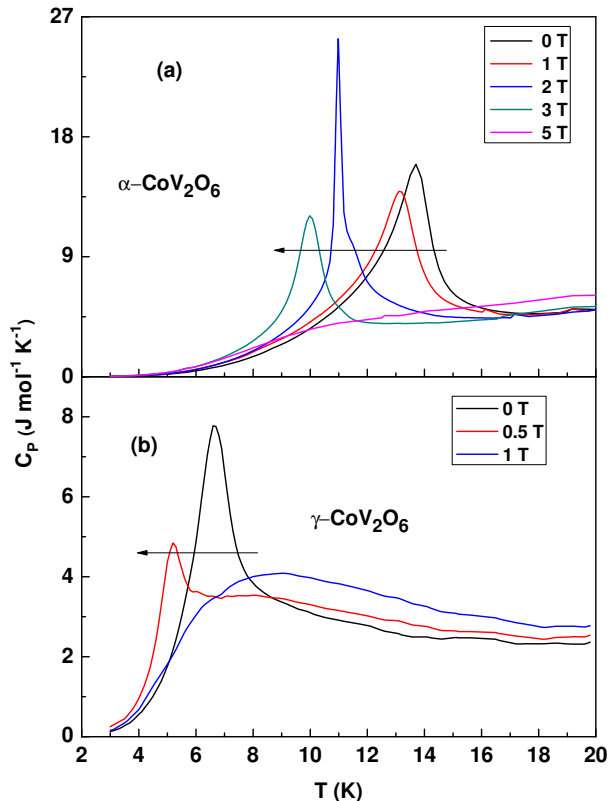 27
18
9
0
(a)
α–CoV₂O₆
0 T
1 T
2 T
3 T
5 T
C_P (J mol⁻¹ K⁻¹)
8
6
4
2
0
(b)
γ–CoV₂O₆
0 T
0.5 T
1 T
2 4 6 8 10 12 14 16 18 20
T (K)